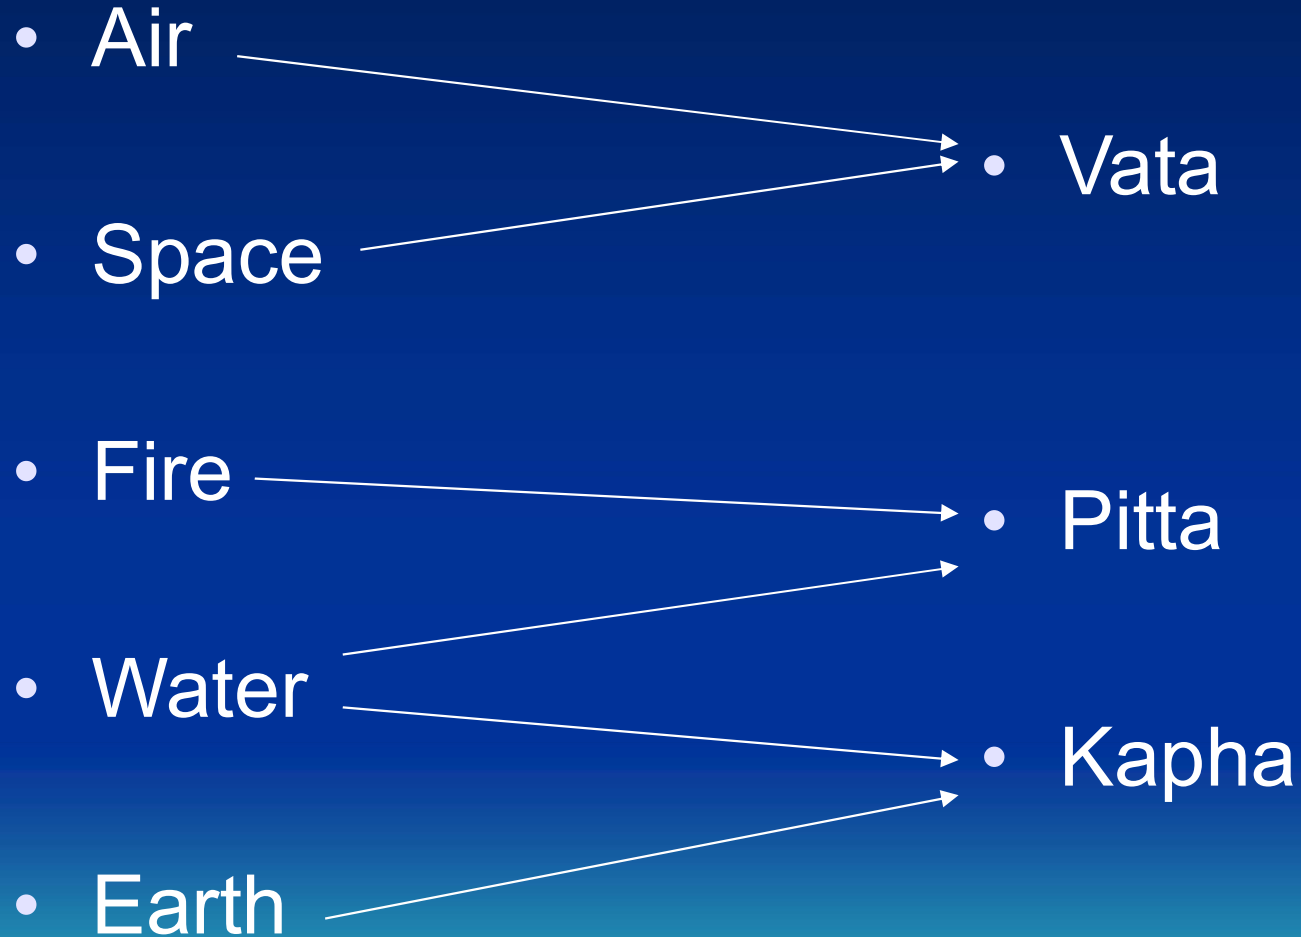 • Air
• Space
• Fire
• Water
• Earth
• Vata
• Pitta
• Kapha